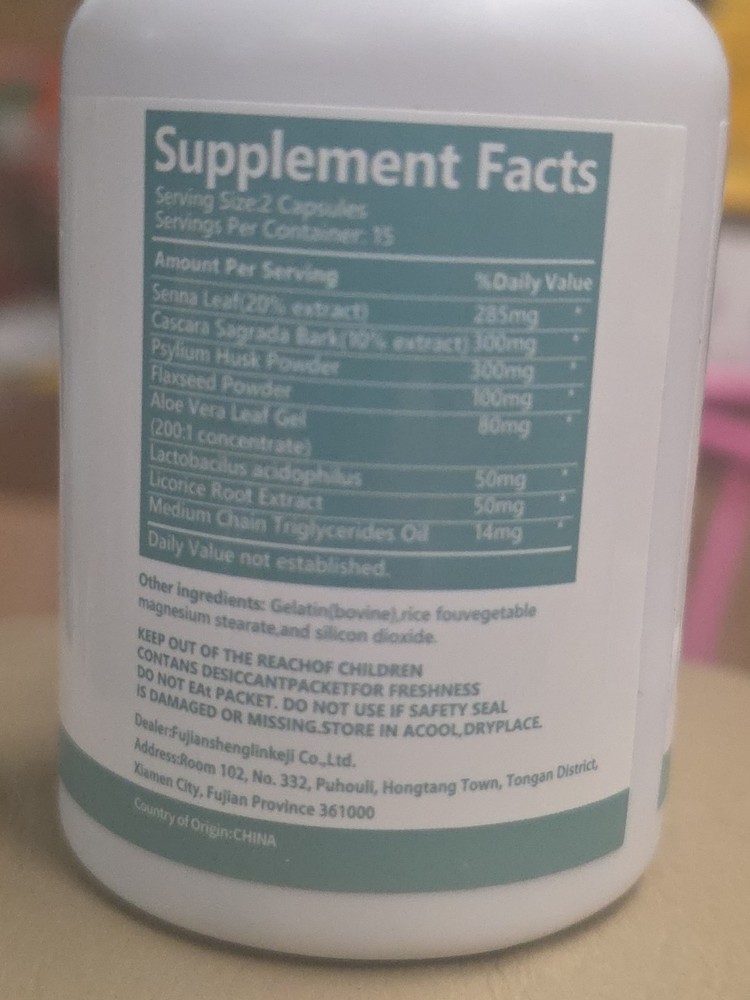 Supplement Facts
Serving Size:2 Capsules
Servings Per Container: 15
Amount Per Serving %Daily Value
Senna Leaf(20% extract) 285mg *
Cascara Sagrada Bark(10% extract) 300mg *
Psylium Husk Powder 300mg *
Flaxseed Powder 100mg *
Aloe Vera Leaf Gel 80mg *
(200:1 concentrate)
Lactobacilus acidophilus 50mg *
Licorice Root Extract 50mg *
Medium Chain Triglycerides Oil 14mg *
Daily Value not established.
Other ingredients: Gelatin(bovine),rice fouvegetable
magnesium stearate,and silicon dioxide.
KEEP OUT OF THE REACHOF CHILDREN
CONTANS DESICCANTPACKETFOR FRESHNESS
DO NOT EAt PACKET. DO NOT USE IF SAFETY SEAL
IS DAMAGED OR MISSING.STORE IN ACOOL,DRYPLACE.
Dealer:Fujianshenglinkeji Co.,Ltd.
Address:Room 102, No. 332, Puhouli, Hongtang Town, Tongan District,
Xiamen City, Fujian Province 361000
Country of Origin:CHINA